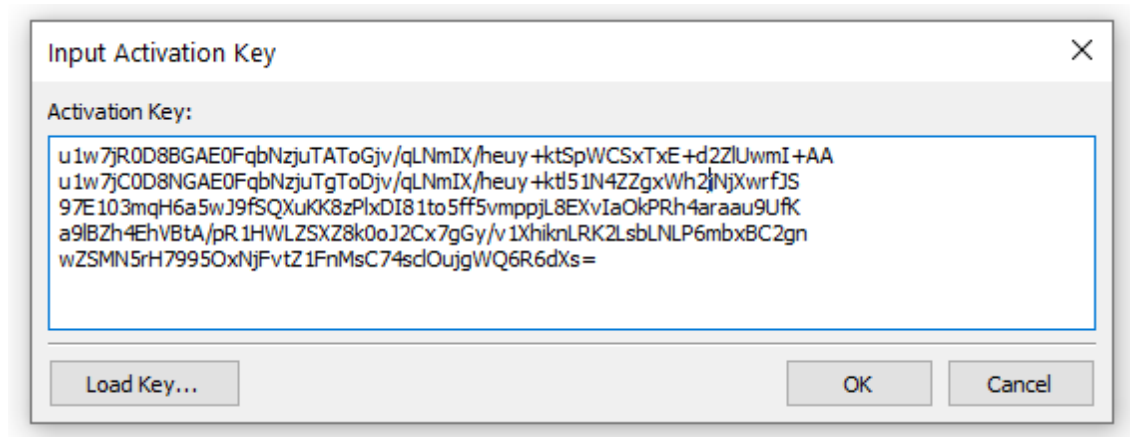 Input Activation Key
Activation Key:
u1w7jR0D8BGAE0FqbNzjuTAToGjv/qLNmIX/heuy+ktSpWCSxTxE+d2ZlUwmI+AA
u1w7jC0D8NGAE0FqbNzjuTgToDjv/qLNmIX/heuy+ktl51N4ZZgxWh2jNjXwrfJS
97E103mqH6a5wJ9fSQXuKK8zPlxDI81to5ff5vmppjL8EXvIaOkPRh4araau9UfK
a9lBZh4EhVBtA/pR1HWLZSXZ8k0oJ2Cx7gGy/v1XhiknLRK2LsbLNLP6mbxBC2gn
wZSMN5rH7995OxNjFvtZ1FnMsC74sclOujgWQ6R6dXs=
Load Key...
OK
Cancel